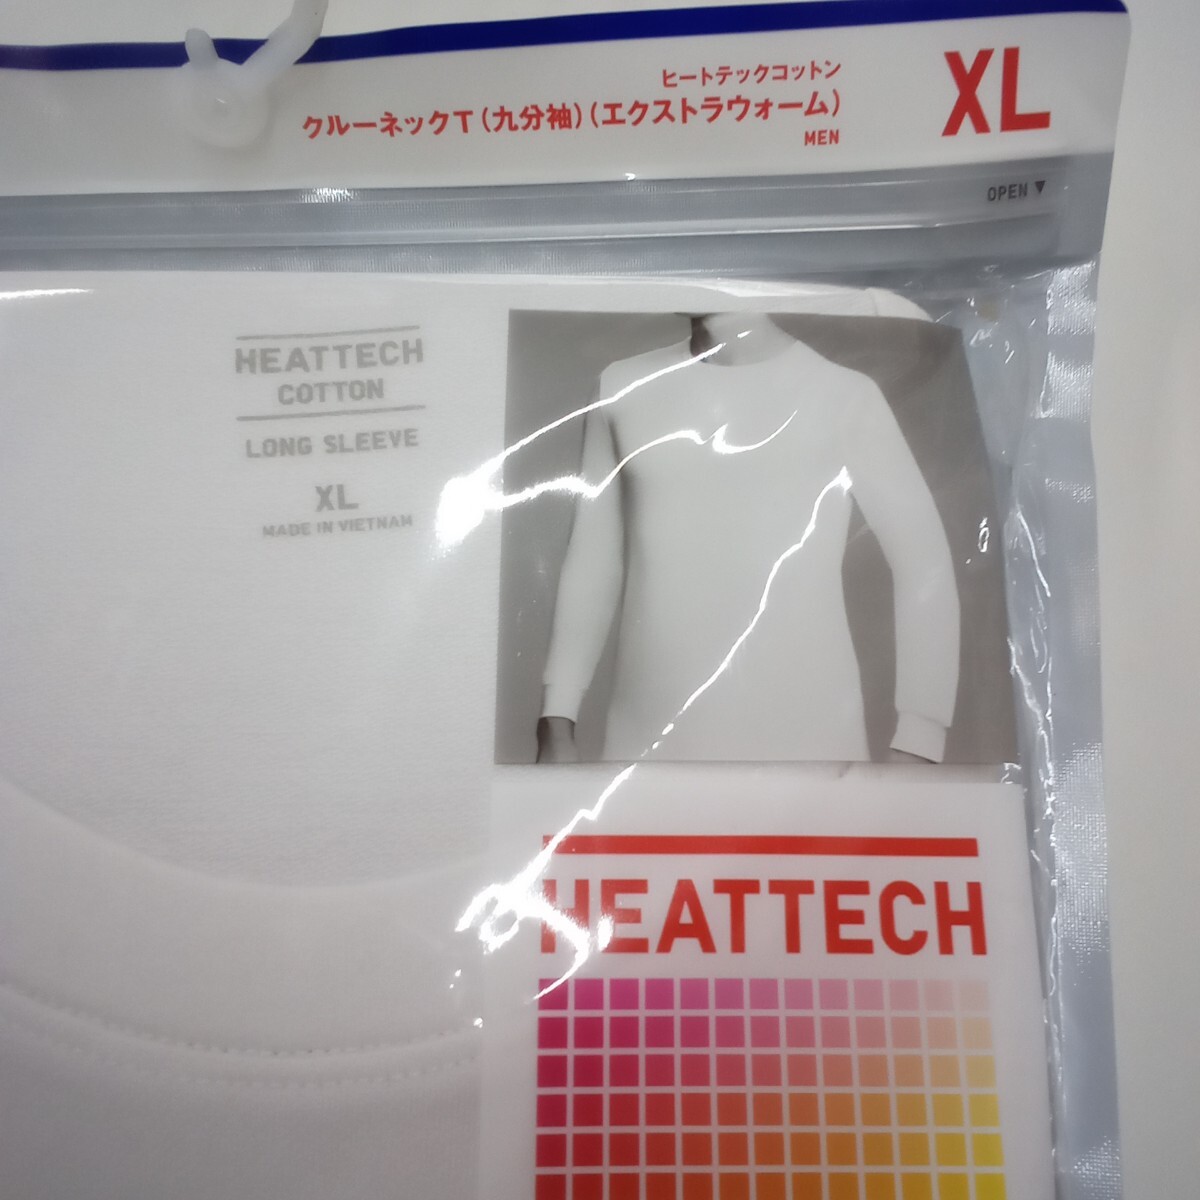 ヒートテックコットン
クルーネックT(九分袖)(エクストラウォーム)
MEN
XL
OPEN▼
HEATTECH
COTTON
LONG SLEEVE
XL
MADE IN VIETNAM
HEATTECH